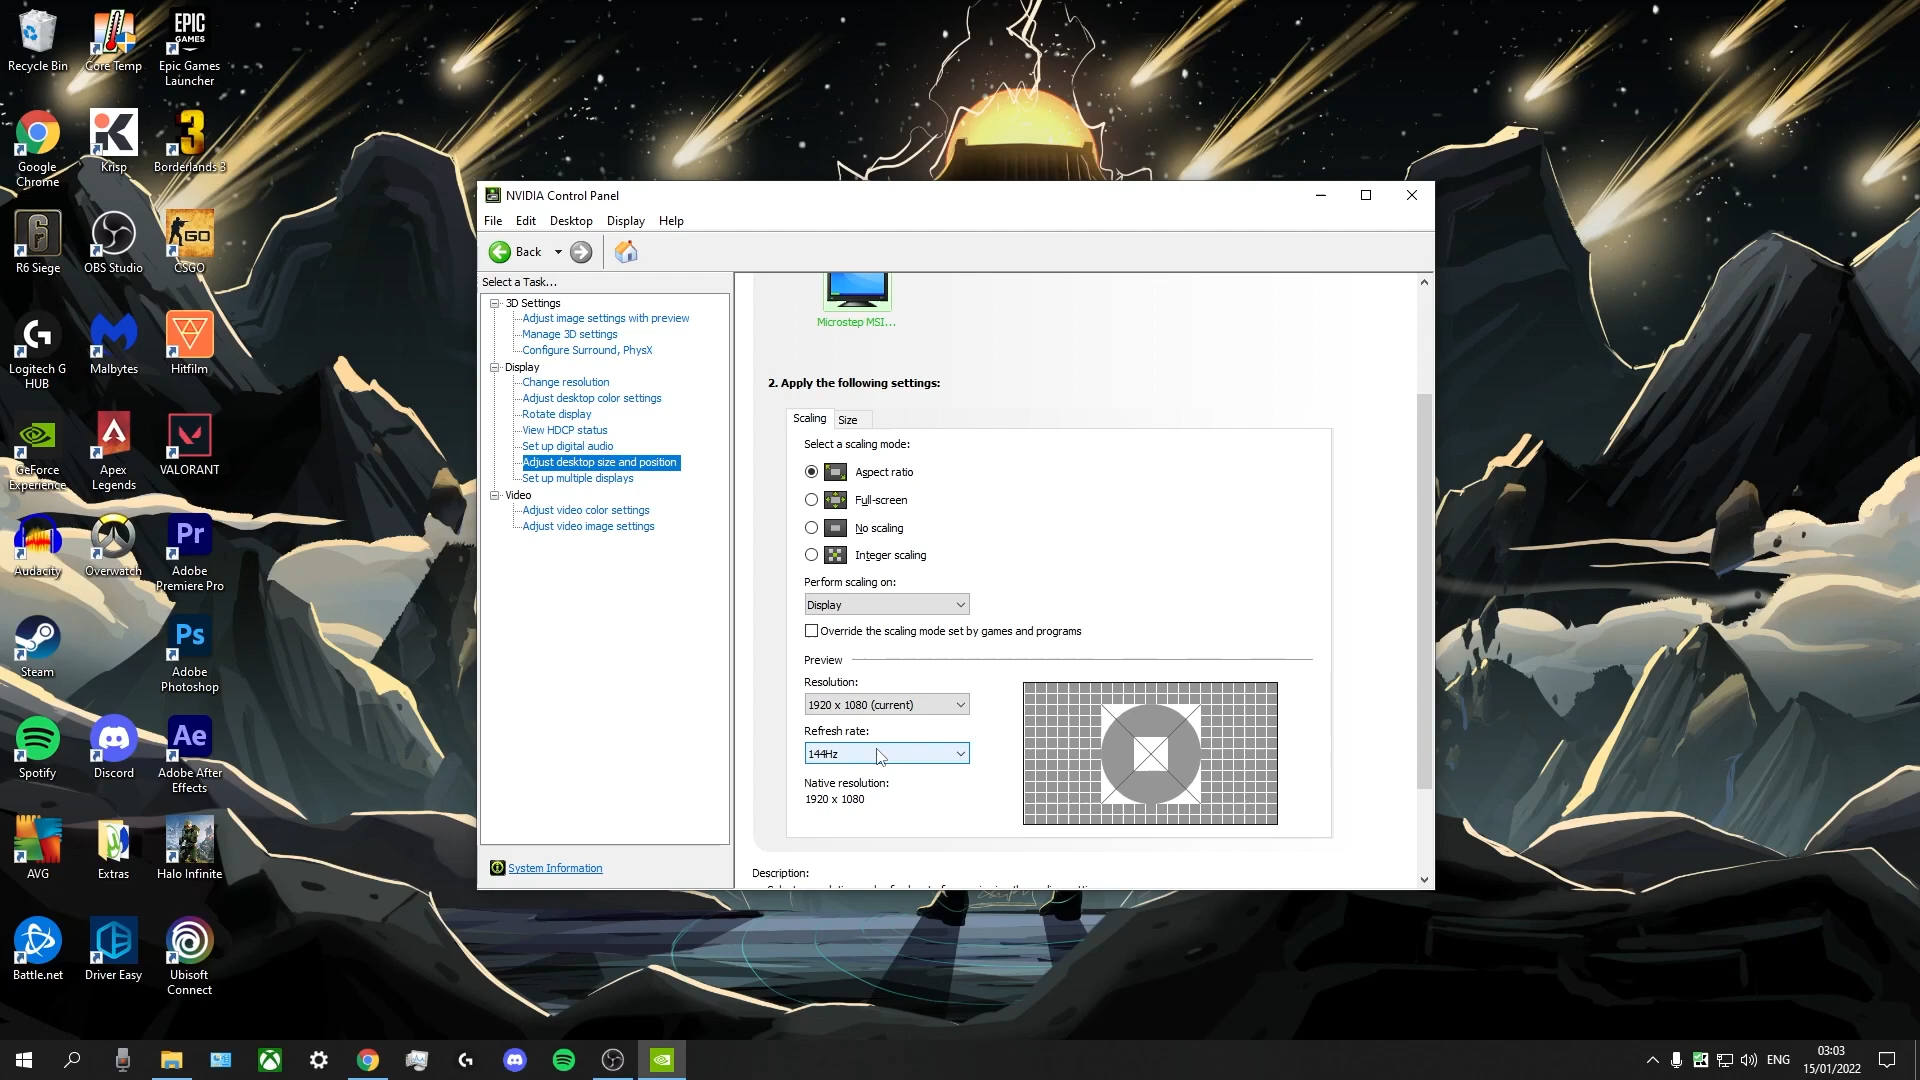 Recycle Bin
Core Temp
EPIC
GAMES
Epic Games
Launcher
Google
Chrome
Krisp
3
Borderlands 3
6
R6 Siege
OBS Studio
GO
CSGO
Logitech G
HUB
Malbytes
Hitfilm
GeForce
Experience
Apex
Legends
VALORANT
Audacity
Overwatch
Pr
Adobe
Premiere Pro
Steam
Ps
Adobe
Photoshop
Spotify
Discord
Ae
Adobe After
Effects
AVG
Extras
Halo Infinite
Battle.net
Driver Easy
Ubisoft
Connect
NVIDIA Control Panel
File Edit Desktop Display Help
Back
Select a Task...
3D Settings
Adjust image settings with preview
Manage 3D settings
Configure Surround, PhysX
Display
Change resolution
Adjust desktop color settings
Rotate display
View HDCP status
Set up digital audio
Adjust desktop size and position
Set up multiple displays
Video
Adjust video color settings
Adjust video image settings
System Information
Microstep MSI...
2. Apply the following settings:
Scaling Size
Select a scaling mode:
Aspect ratio
Full-screen
No scaling
Integer scaling
Perform scaling on:
Display
Override the scaling mode set by games and programs
Preview
Resolution:
1920 x 1080 (current)
Refresh rate:
144Hz
Native resolution:
1920 x 1080
Description:
ENG
03:03
15/01/2022